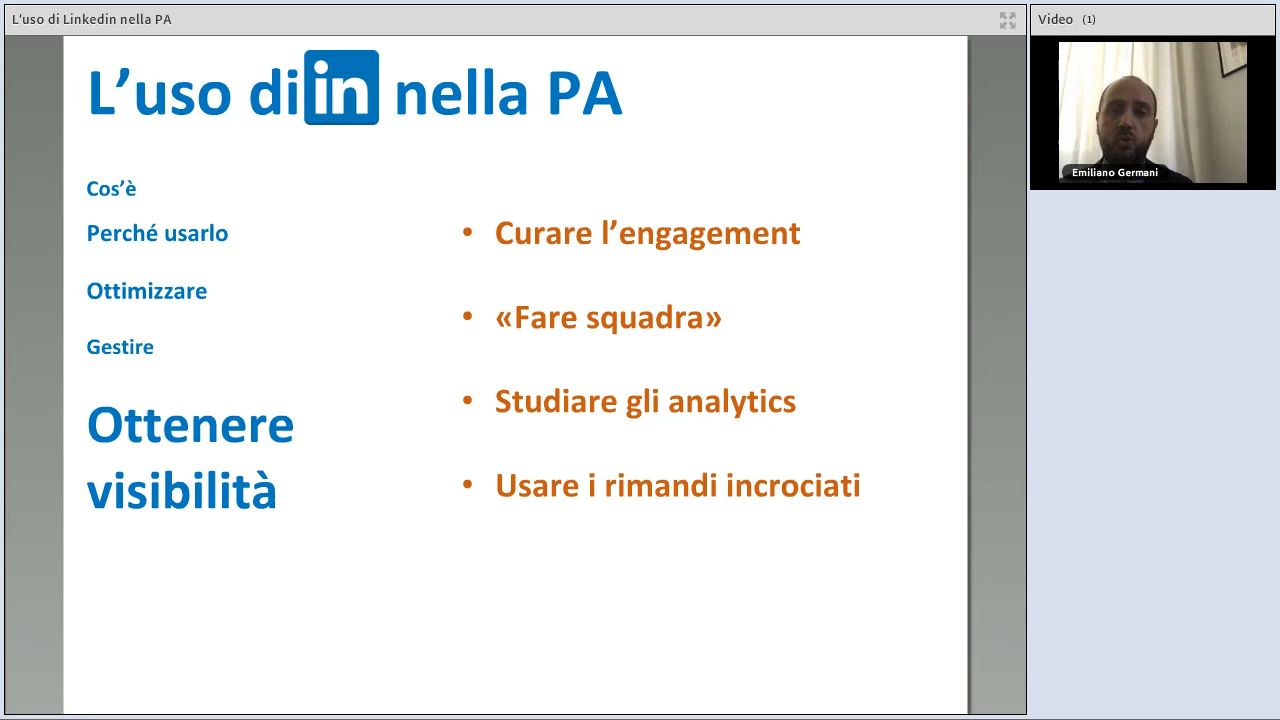 L'uso di Linkedin nella PA
Video (1)
L’uso di in nella PA
Cos’è
Perché usarlo
Ottimizzare
Gestire
Ottenere
visibilità
• Curare l’engagement
• «Fare squadra»
• Studiare gli analytics
• Usare i rimandi incrociati
Emiliano Germani